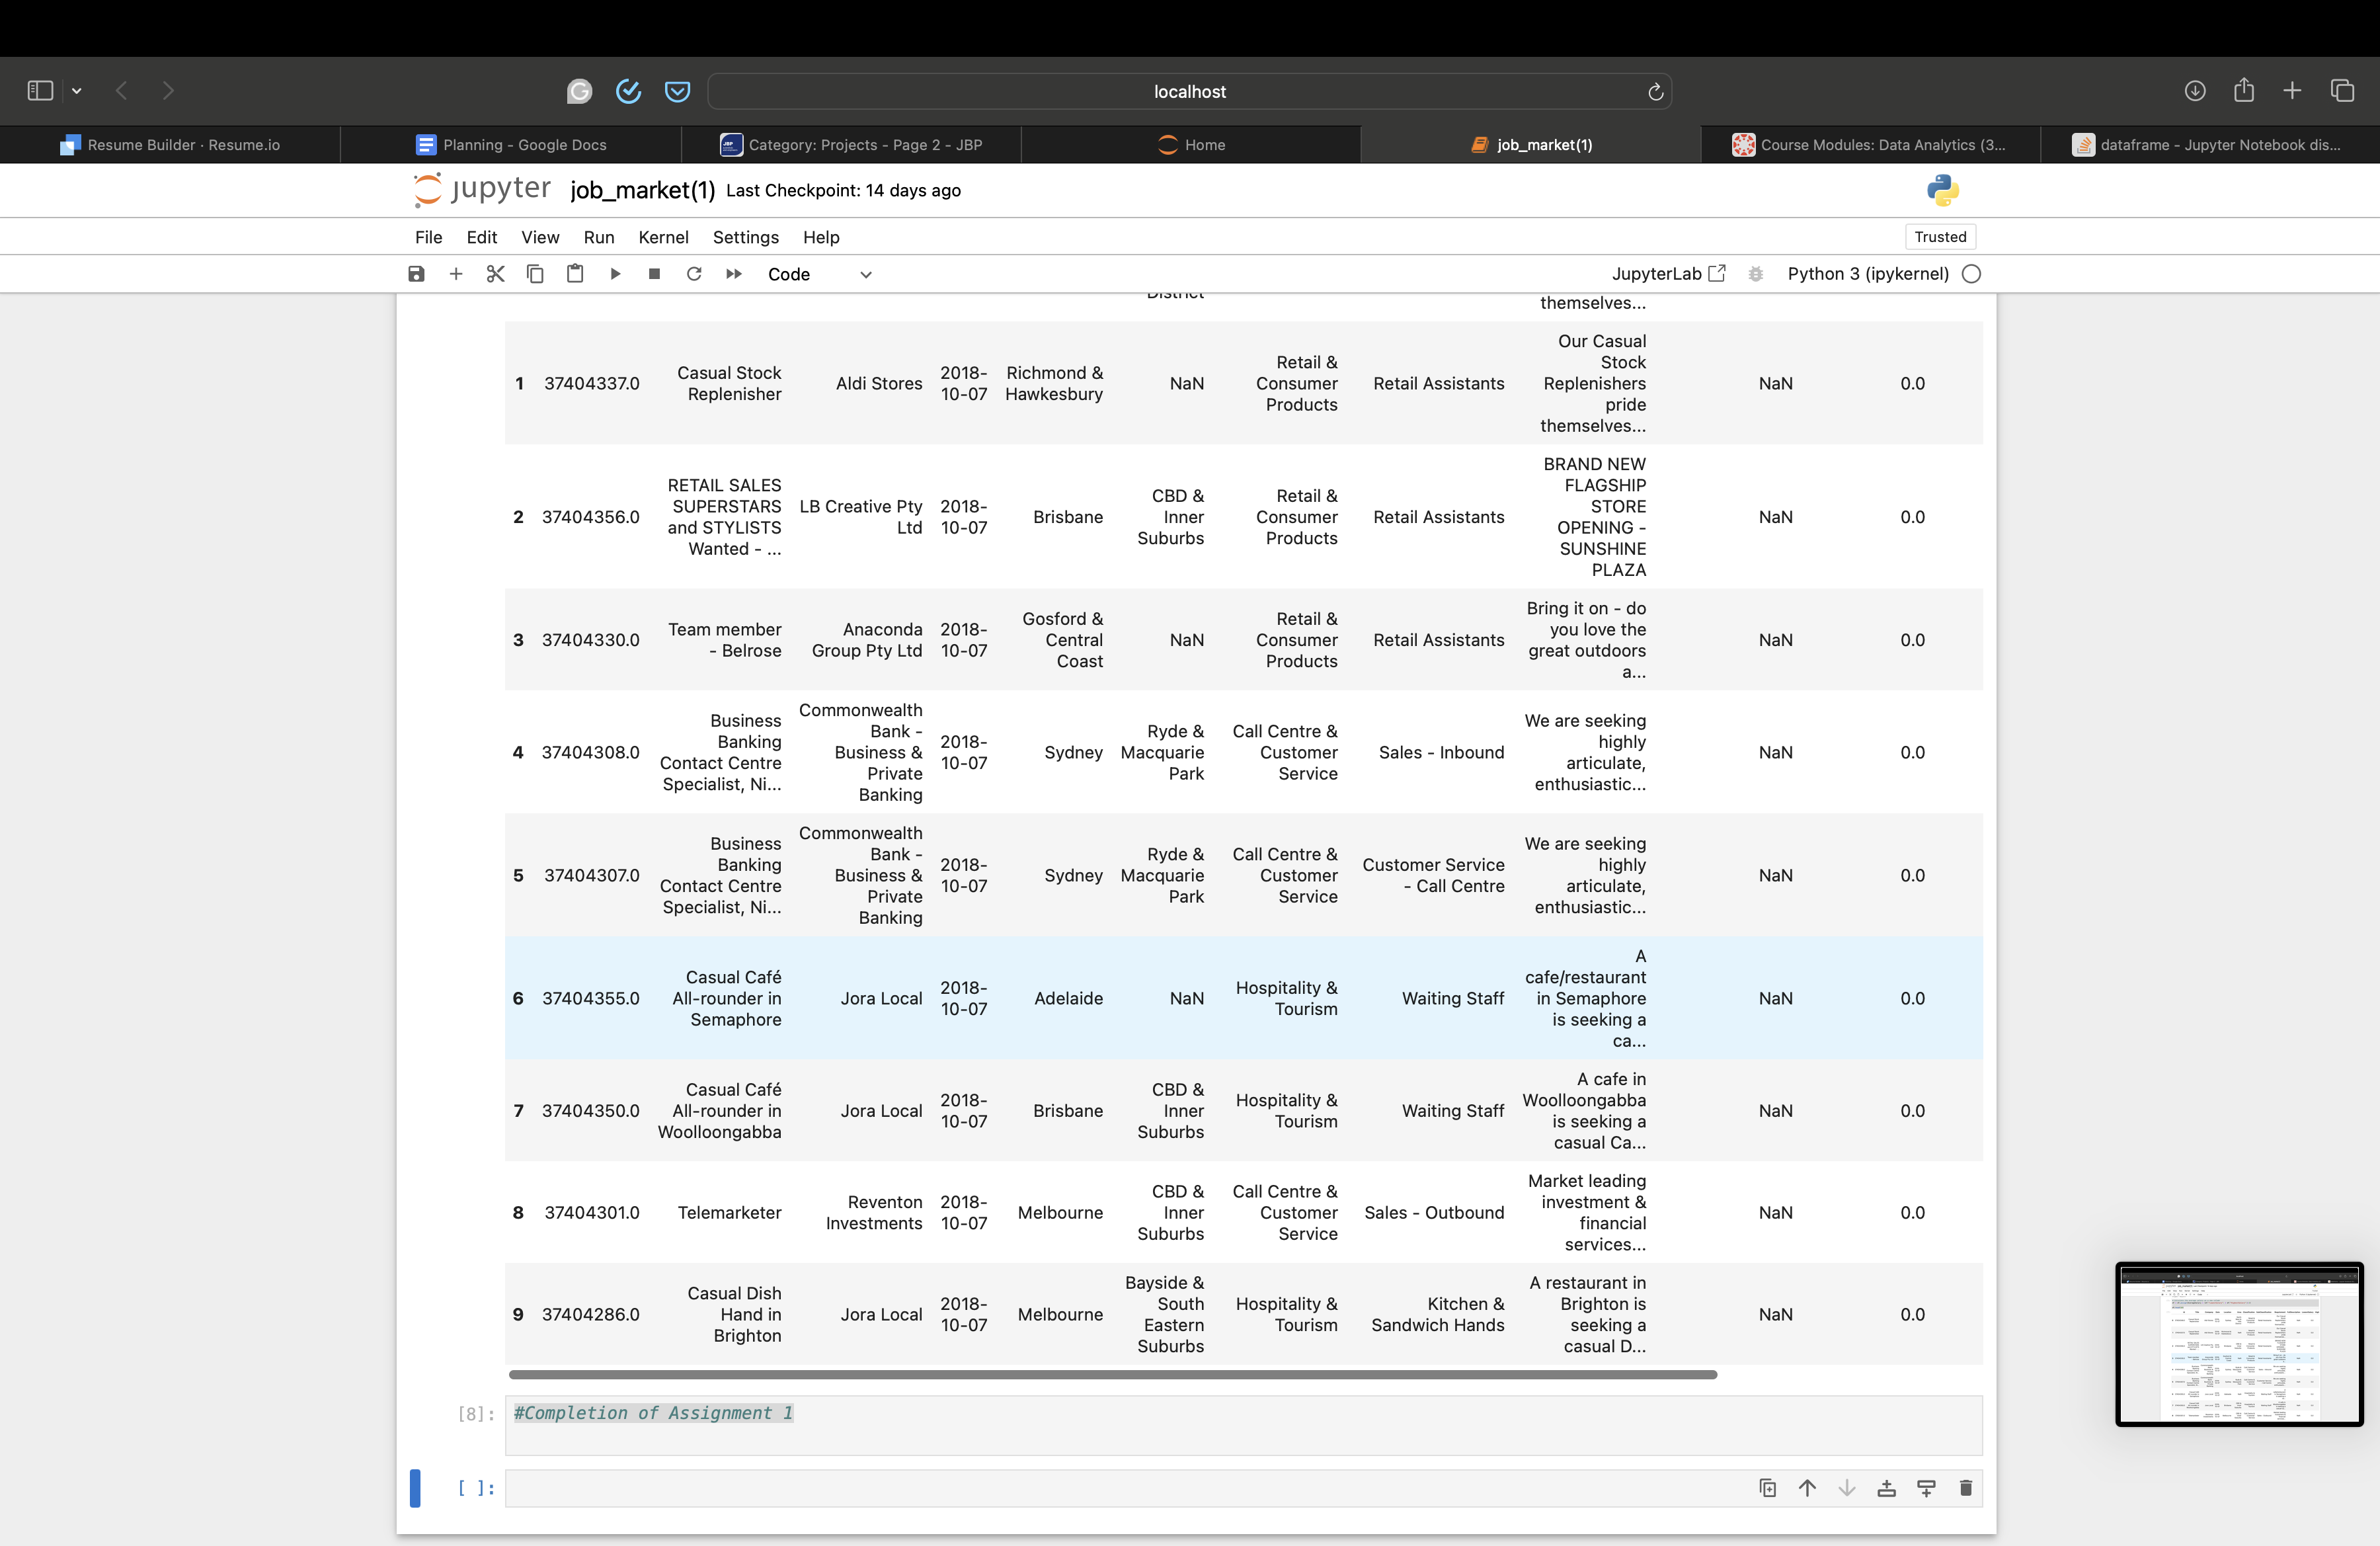 localhost
Resume Builder · Resume.io
Planning - Google Docs
Category: Projects - Page 2 - JBP
Home
job_market(1)
Course Modules: Data Analytics (3...
dataframe - Jupyter Notebook dis...
jupyter job_market(1) Last Checkpoint: 14 days ago
File Edit View Run Kernel Settings Help
Trusted
Code
JupyterLab
Python 3 (ipykernel)
District
themselves...
1 37404337.0 Casual Stock Replenisher Aldi Stores 2018-10-07 Richmond & Hawkesbury NaN Retail & Consumer Products Retail Assistants Our Casual Stock Replenishers pride themselves... NaN 0.0
2 37404356.0 RETAIL SALES SUPERSTARS and STYLISTS Wanted - ... LB Creative Pty Ltd 2018-10-07 Brisbane CBD & Inner Suburbs Retail & Consumer Products Retail Assistants BRAND NEW FLAGSHIP STORE OPENING - SUNSHINE PLAZA NaN 0.0
3 37404330.0 Team member - Belrose Anaconda Group Pty Ltd 2018-10-07 Gosford & Central Coast NaN Retail & Consumer Products Retail Assistants Bring it on - do you love the great outdoors a... NaN 0.0
4 37404308.0 Business Banking Contact Centre Specialist, Ni... Commonwealth Bank - Business & Private Banking 2018-10-07 Sydney Ryde & Macquarie Park Call Centre & Customer Service Sales - Inbound We are seeking highly articulate, enthusiastic... NaN 0.0
5 37404307.0 Business Banking Contact Centre Specialist, Ni... Commonwealth Bank - Business & Private Banking 2018-10-07 Sydney Ryde & Macquarie Park Call Centre & Customer Service Customer Service - Call Centre We are seeking highly articulate, enthusiastic... NaN 0.0
6 37404355.0 Casual Café All-rounder in Semaphore Jora Local 2018-10-07 Adelaide NaN Hospitality & Tourism Waiting Staff A cafe/restaurant in Semaphore is seeking a ca... NaN 0.0
7 37404350.0 Casual Café All-rounder in Woolloongabba Jora Local 2018-10-07 Brisbane CBD & Inner Suburbs Hospitality & Tourism Waiting Staff A cafe in Woolloongabba is seeking a casual Ca... NaN 0.0
8 37404301.0 Telemarketer Reventon Investments 2018-10-07 Melbourne CBD & Inner Suburbs Call Centre & Customer Service Sales - Outbound Market leading investment & financial services... NaN 0.0
9 37404286.0 Casual Dish Hand in Brighton Jora Local 2018-10-07 Melbourne Bayside & South Eastern Suburbs Hospitality & Tourism Kitchen & Sandwich Hands A restaurant in Brighton is seeking a casual D... NaN 0.0
[8]: #Completion of Assignment 1
[ ]: